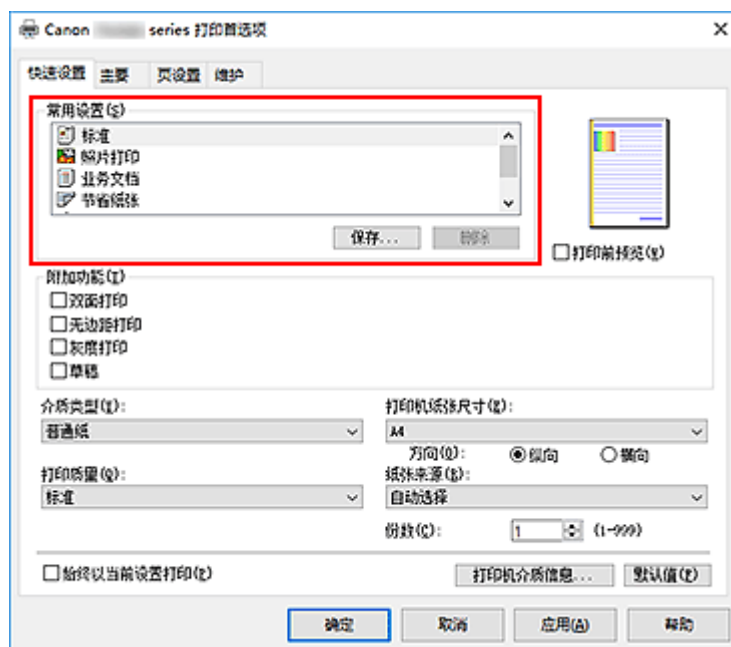 Canon series 打印首选项
快速设置 主要 页设置 维护
常用设置(S)
标准
照片打印
业务文档
节省纸张
保存... 删除
打印前预览(V)
附加功能(I)
双面打印
无边距打印
灰度打印
草稿
介质类型(Y): 打印机纸张尺寸(Z):
普通纸 A4
方向(O): 纵向 横向
打印质量(Q): 纸张来源(B):
标准 自动选择
份数(C): 1 (1-999)
始终以当前设置打印(P) 打印机介质信息... 默认值(F)
确定 取消 应用(A) 帮助